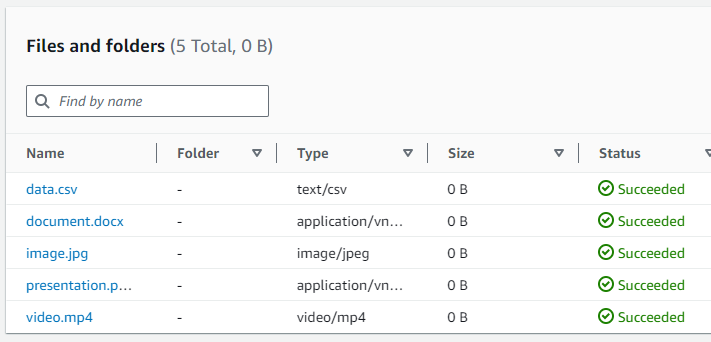 Files and folders (5 Total, 0 B)
Find by name
Name Folder Type Size Status
data.csv - text/csv 0 B Succeeded
document.docx - application/vn... 0 B Succeeded
image.jpg - image/jpeg 0 B Succeeded
presentation.p... - application/vn... 0 B Succeeded
video.mp4 - video/mp4 0 B Succeeded